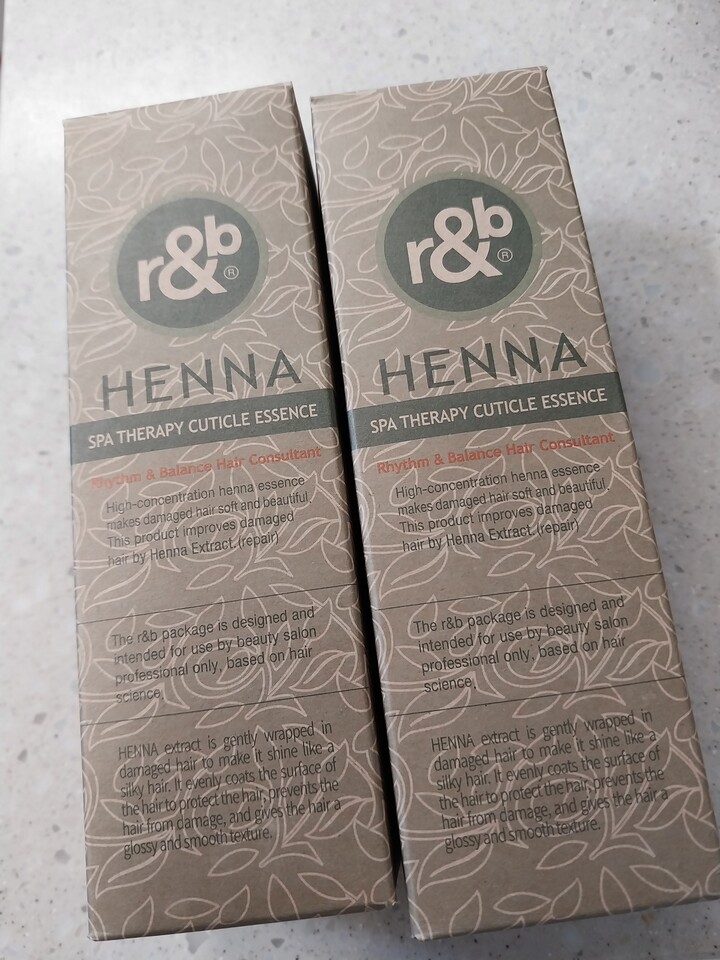 r&b®
HENNA
SPA THERAPY CUTICLE ESSENCE
Rhythm & Balance Hair Consultant
High-concentration henna essence
makes damaged hair soft and beautiful.
This product improves damaged
hair by Henna Extract.(repair)
The r&b package is designed and
intended for use by beauty salon
professional only, based on hair
science.
HENNA extract is gently wrapped in
damaged hair to make it shine like a
silky hair. It evenly coats the surface of
the hair to protect the hair, prevents the
hair from damage, and gives the hair a
glossy and smooth texture.
r&b®
HENNA
SPA THERAPY CUTICLE ESSENCE
Rhythm & Balance Hair Consultant
High-concentration henna essence
makes damaged hair soft and beautiful.
This product improves damaged
hair by Henna Extract.(repair)
The r&b package is designed and
intended for use by beauty salon
professional only, based on hair
science.
HENNA extract is gently wrapped in
damaged hair to make it shine like a
silky hair. It evenly coats the surface of
the hair to protect the hair, prevents the
hair from damage, and gives the hair a
glossy and smooth texture.